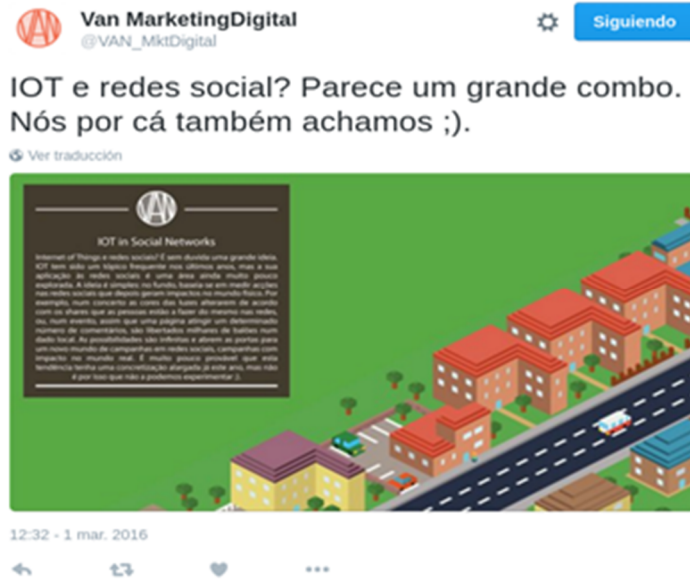 Van MarketingDigital
@VAN_MktDigital
Siguiendo
IOT e redes social? Parece um grande combo.
Nós por cá também achamos ;).
Ver traducción
VAN
IOT in Social Networks
Internet of Things e redes sociais? É sem duvida uma grande ideia.
IOT tem sido um tópico frequente nos últimos anos, mas a sua
aplicação às redes sociais é uma área ainda muito pouco
explorada. A ideia é simples: no fundo, baseia-se em medir acções
nas redes sociais que depois geram impactos no mundo físico. Por
exemplo, num concerto as cores das luzes alterarem de acordo
com os shares que as pessoas estão a fazer do mesmo nas redes,
ou, num evento, assim que uma página atingir um determinado
número de comentários, são libertados milhares de balões num
dado local. As possibilidades são infinitas e abrem as portas para
um novo mundo de campanhas em redes sociais, campanhas com
impacto no mundo real. É muito pouco provável que esta
tendência tenha uma concretização alargada já este ano, mas não
é por isso que não a podemos experimentar ;).
12:32 - 1 mar. 2016